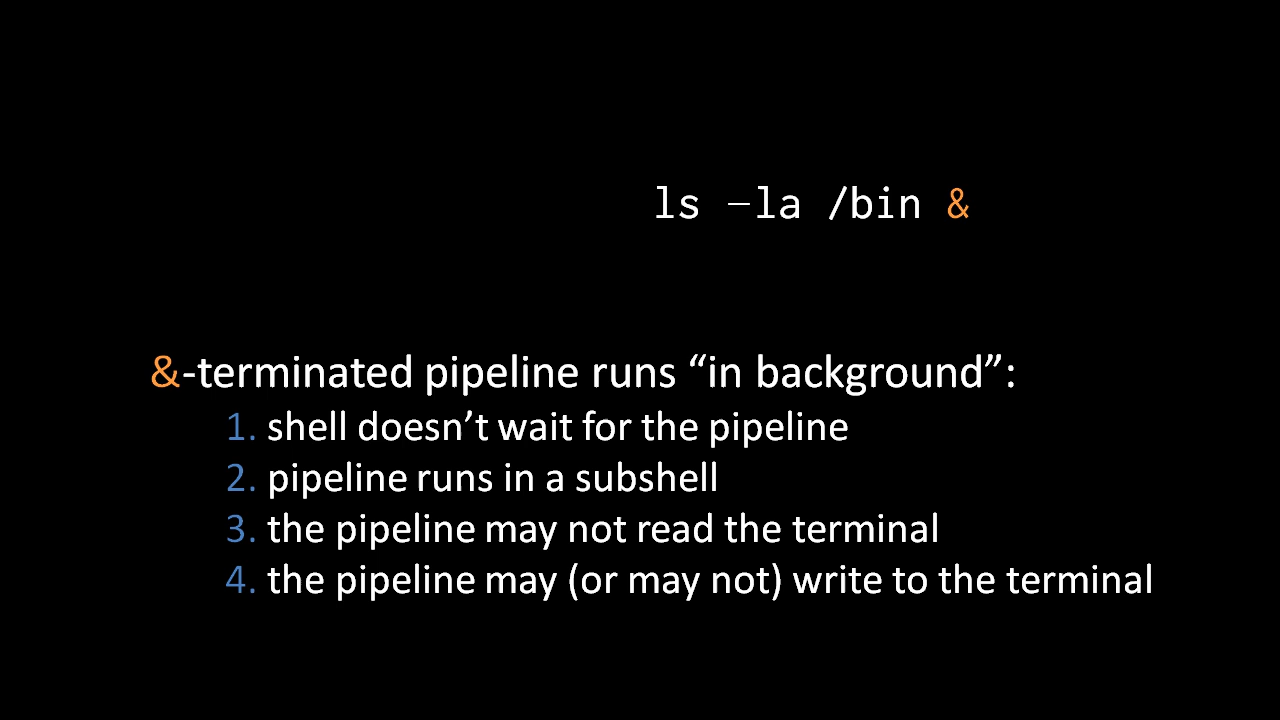 ls –la /bin &
&-terminated pipeline runs “in background”:
1. shell doesn’t wait for the pipeline
2. pipeline runs in a subshell
3. the pipeline may not read the terminal
4. the pipeline may (or may not) write to the terminal